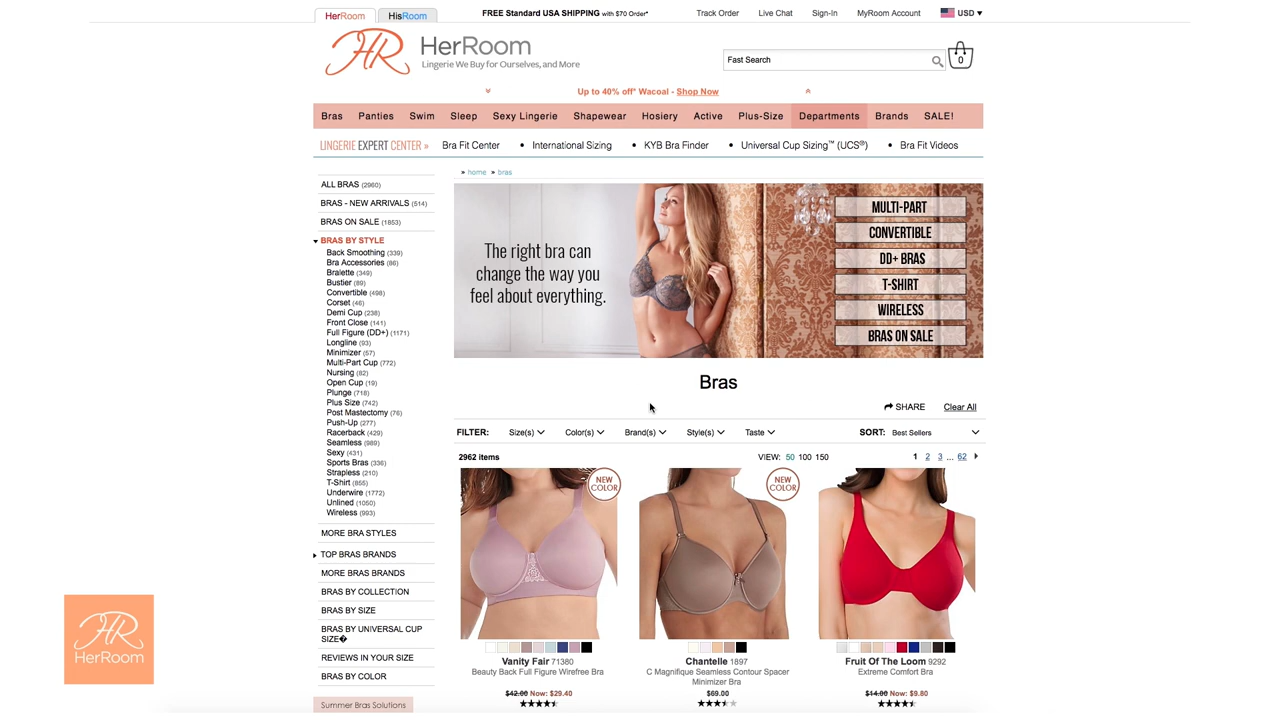 HerRoom
HisRoom
FREE Standard USA SHIPPING with $70 Order*
Track Order
Live Chat
Sign-In
MyRoom Account
USD
HR
HerRoom
Lingerie We Buy for Ourselves, and More
Fast Search
0
Up to 40% off* Wacoal - Shop Now
Bras
Panties
Swim
Sleep
Sexy Lingerie
Shapewear
Hosiery
Active
Plus-Size
Departments
Brands
SALE!
LINGERIE EXPERT CENTER »
Bra Fit Center
• International Sizing
• KYB Bra Finder
• Universal Cup Sizing™ (UCS®)
• Bra Fit Videos
» home » bras
ALL BRAS (2960)
BRAS - NEW ARRIVALS (514)
BRAS ON SALE (1853)
BRAS BY STYLE
Back Smoothing (339)
Bra Accessories (86)
Bralette (349)
Bustier (89)
Convertible (498)
Corset (46)
Demi Cup (238)
Front Close (141)
Full Figure (DD+) (1171)
Longline (93)
Minimizer (57)
Multi-Part Cup (772)
Nursing (82)
Open Cup (19)
Plunge (718)
Plus Size (742)
Post Mastectomy (76)
Push-Up (277)
Racerback (429)
Seamless (989)
Sexy (431)
Sports Bras (336)
Strapless (210)
T-Shirt (855)
Underwire (1772)
Unlined (1050)
Wireless (993)
MORE BRA STYLES
TOP BRAS BRANDS
MORE BRAS BRANDS
BRAS BY COLLECTION
BRAS BY SIZE
BRAS BY UNIVERSAL CUP
SIZE�
REVIEWS IN YOUR SIZE
BRAS BY COLOR
Summer Bras Solutions
The right bra can
change the way you
feel about everything.
MULTI-PART
CONVERTIBLE
DD+ BRAS
T-SHIRT
WIRELESS
BRAS ON SALE
Bras
SHARE
Clear All
FILTER:
Size(s)
Color(s)
Brand(s)
Style(s)
Taste
SORT: Best Sellers
2962 items
VIEW: 50 100 150
1 2 3 ... 62
NEW
COLOR
NEW
COLOR
Vanity Fair 71380
Beauty Back Full Figure Wirefree Bra
$42.00 Now: $29.40
Chantelle 1897
C Magnifique Seamless Contour Spacer
Minimizer Bra
$69.00
Fruit Of The Loom 9292
Extreme Comfort Bra
$14.00 Now: $9.80
HR
HerRoom